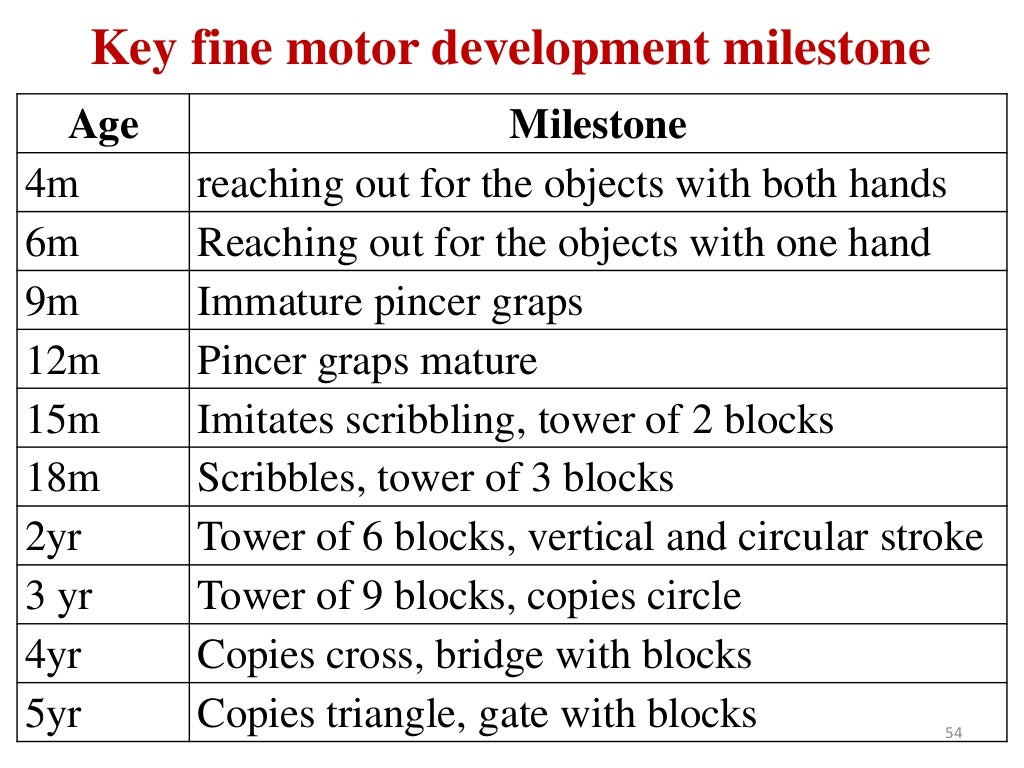 Key fine motor development milestone
Age Milestone
4m reaching out for the objects with both hands
6m Reaching out for the objects with one hand
9m Immature pincer graps
12m Pincer graps mature
15m Imitates scribbling, tower of 2 blocks
18m Scribbles, tower of 3 blocks
2yr Tower of 6 blocks, vertical and circular stroke
3 yr Tower of 9 blocks, copies circle
4yr Copies cross, bridge with blocks
5yr Copies triangle, gate with blocks
54